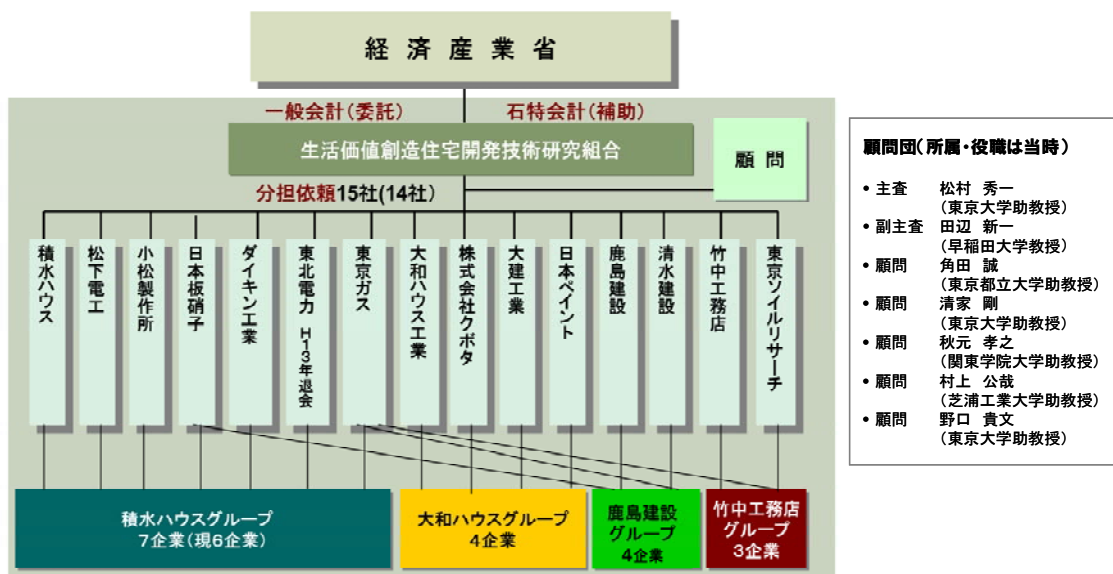 経済産業省
一般会計(委託)
石特会計(補助)
生活価値創造住宅開発技術研究組合
顧問
分担依頼15社(14社)
積水ハウス
松下電工
小松製作所
日本板硝子
ダイキン工業
東北電力 H13年退会
東京ガス
大和ハウス工業
株式会社クボタ
大建工業
日本ペイント
鹿島建設
清水建設
竹中工務店
東京ソイルリサーチ
積水ハウスグループ
7企業(現6企業)
大和ハウスグループ
4企業
鹿島建設
グループ
4企業
竹中工務店
グループ
3企業
顧問団(所属・役職は当時)
• 主査 松村 秀一
(東京大学助教授)
• 副主査 田辺 新一
(早稲田大学教授)
• 顧問 角田 誠
(東京都立大学助教授)
• 顧問 清家 剛
(東京大学助教授)
• 顧問 秋元 孝之
(関東学院大学助教授)
• 顧問 村上 公哉
(芝浦工業大学助教授)
• 顧問 野口 貴文
(東京大学助教授)